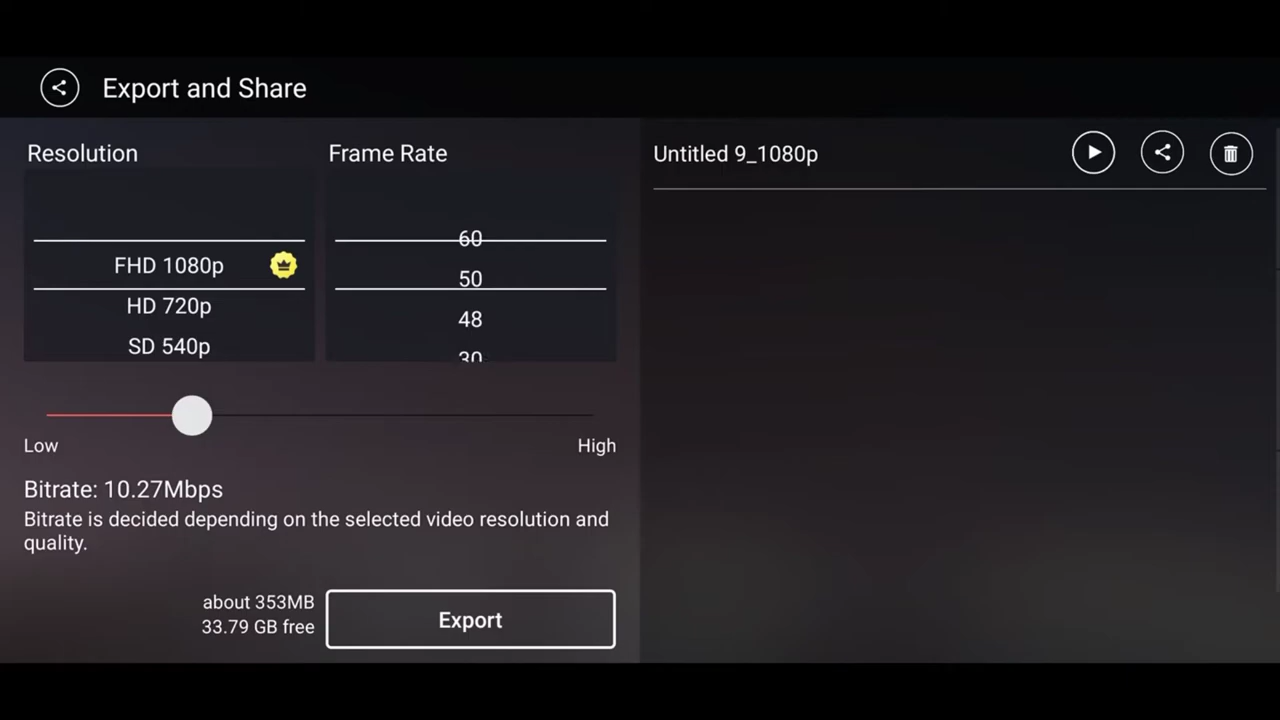 Export and Share
Resolution
Frame Rate
Untitled 9_1080p
FHD 1080p
HD 720p
SD 540p
60
50
48
30
Low
High
Bitrate: 10.27Mbps
Bitrate is decided depending on the selected video resolution and
quality.
about 353MB
33.79 GB free
Export